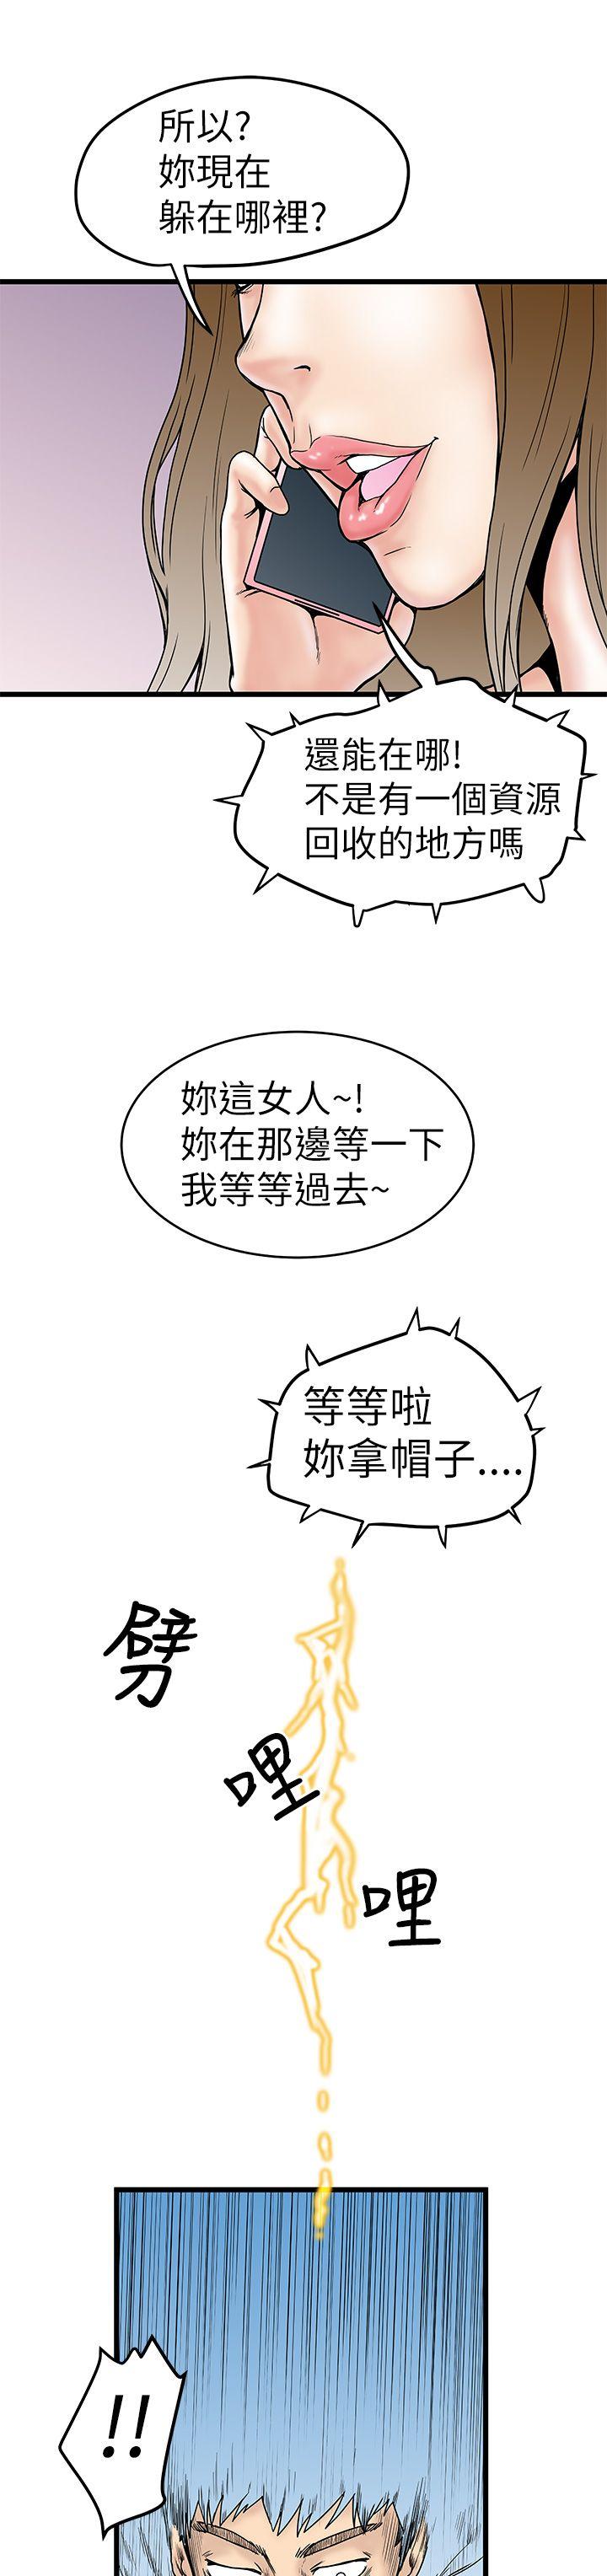 所以?
妳現在
躲在哪裡?
還能在哪!
不是有一個資源
回收的地方嗎
妳這女人~!
妳在那邊等一下
我等等過去~
等等啦
妳拿帽子....
劈
哩
哩
!!